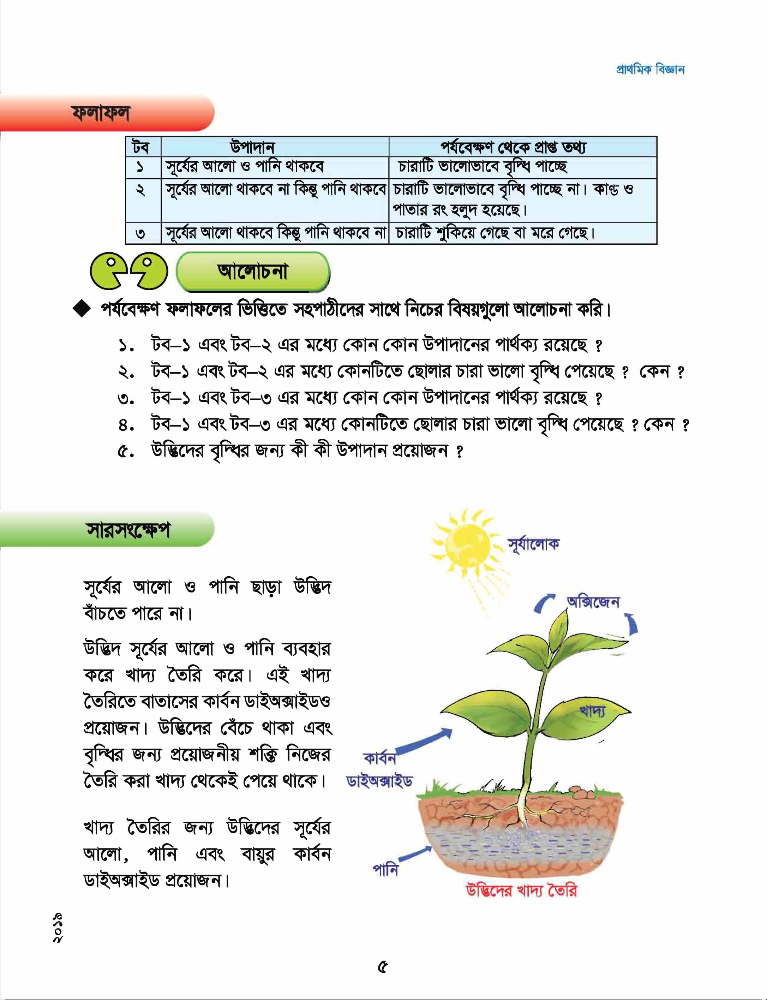 প্রাথমিক বিজ্ঞান
ফলাফল
টব উপাদান পর্যবেক্ষণ থেকে প্রাপ্ত তথ্য
১ সূর্যের আলো ও পানি থাকবে চারাটি ভালোভাবে বৃদ্ধি পাচ্ছে
২ সূর্যের আলো থাকবে না কিন্তু পানি থাকবে চারাটি ভালোভাবে বৃদ্ধি পাচ্ছে না। কাণ্ড ও
পাতার রং হলুদ হয়েছে।
৩ সূর্যের আলো থাকবে কিন্তু পানি থাকবে না চারাটি শুকিয়ে গেছে বা মরে গেছে।
আলোচনা
◆ পর্যবেক্ষণ ফলাফলের ভিত্তিতে সহপাঠীদের সাথে নিচের বিষয়গুলো আলোচনা করি।
১. টব–১ এবং টব–২ এর মধ্যে কোন কোন উপাদানের পার্থক্য রয়েছে ?
২. টব–১ এবং টব–২ এর মধ্যে কোনটিতে ছোলার চারা ভালো বৃদ্ধি পেয়েছে ? কেন ?
৩. টব–১ এবং টব–৩ এর মধ্যে কোন কোন উপাদানের পার্থক্য রয়েছে ?
৪. টব–১ এবং টব–৩ এর মধ্যে কোনটিতে ছোলার চারা ভালো বৃদ্ধি পেয়েছে ? কেন ?
৫. উদ্ভিদের বৃদ্ধির জন্য কী কী উপাদান প্রয়োজন ?
সারসংক্ষেপ
সূর্যের আলো ও পানি ছাড়া উদ্ভিদ
বাঁচতে পারে না।
উদ্ভিদ সূর্যের আলো ও পানি ব্যবহার
করে খাদ্য তৈরি করে। এই খাদ্য
তৈরিতে বাতাসের কার্বন ডাইঅক্সাইডও
প্রয়োজন। উদ্ভিদের বেঁচে থাকা এবং
বৃদ্ধির জন্য প্রয়োজনীয় শক্তি নিজের
তৈরি করা খাদ্য থেকেই পেয়ে থাকে।
খাদ্য তৈরির জন্য উদ্ভিদের সূর্যের
আলো, পানি এবং বায়ুর কার্বন
ডাইঅক্সাইড প্রয়োজন।
সূর্যালোক
অক্সিজেন
খাদ্য
কার্বন
ডাইঅক্সাইড
পানি
উদ্ভিদের খাদ্য তৈরি
২০১৯
৫